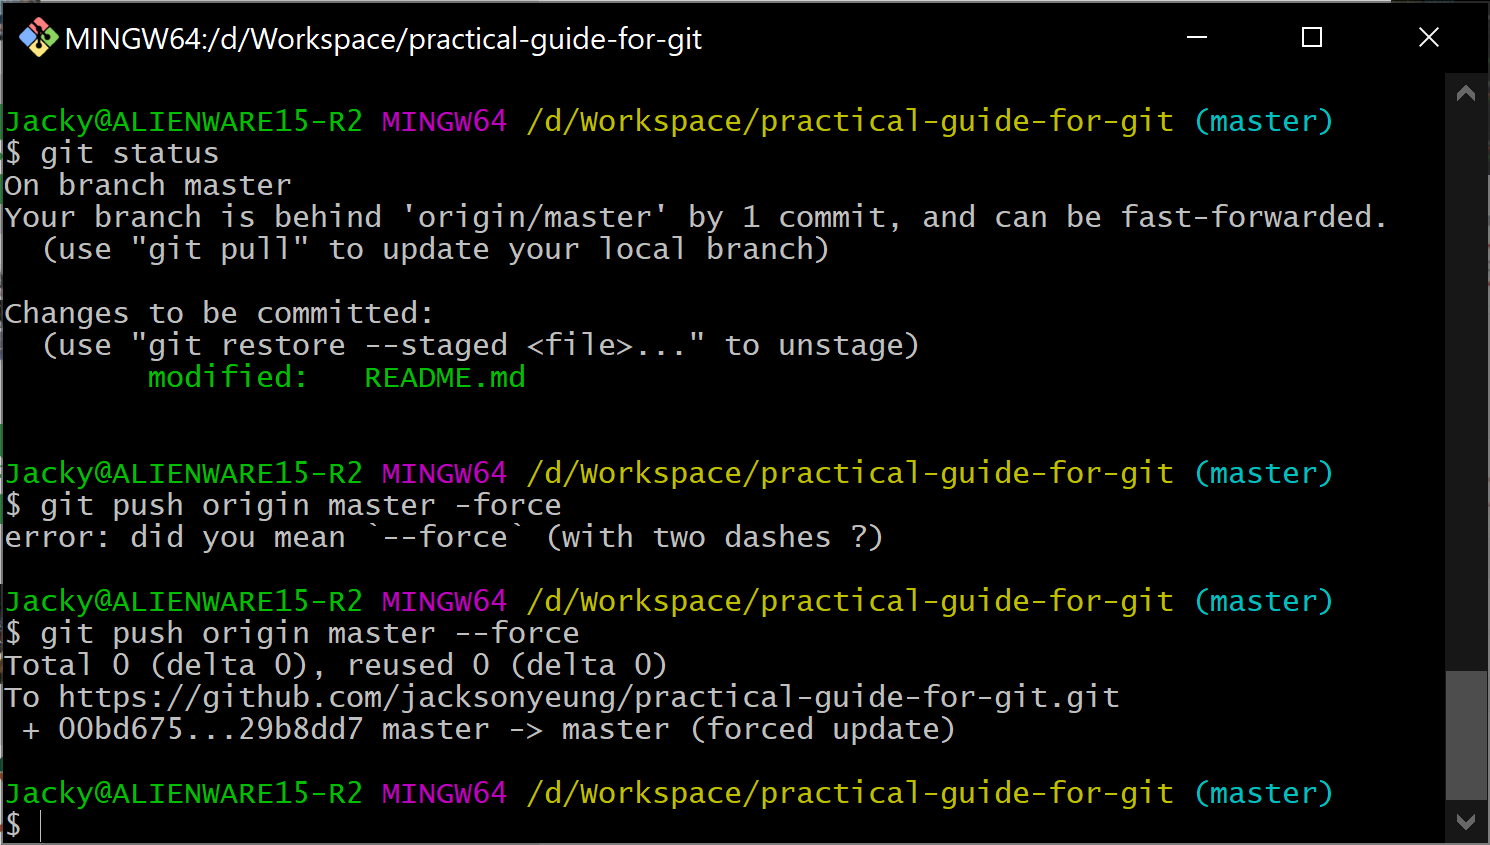 MINGW64:/d/Workspace/practical-guide-for-git
Jacky@ALIENWARE15-R2 MINGW64 /d/Workspace/practical-guide-for-git (master)
$ git status
On branch master
Your branch is behind 'origin/master' by 1 commit, and can be fast-forwarded.
  (use "git pull" to update your local branch)
Changes to be committed:
  (use "git restore --staged <file>..." to unstage)
        modified:   README.md
Jacky@ALIENWARE15-R2 MINGW64 /d/Workspace/practical-guide-for-git (master)
$ git push origin master -force
error: did you mean `--force` (with two dashes ?)
Jacky@ALIENWARE15-R2 MINGW64 /d/Workspace/practical-guide-for-git (master)
$ git push origin master --force
Total 0 (delta 0), reused 0 (delta 0)
To https://github.com/jacksonyeung/practical-guide-for-git.git
 + 00bd675...29b8dd7 master -> master (forced update)
Jacky@ALIENWARE15-R2 MINGW64 /d/Workspace/practical-guide-for-git (master)
$